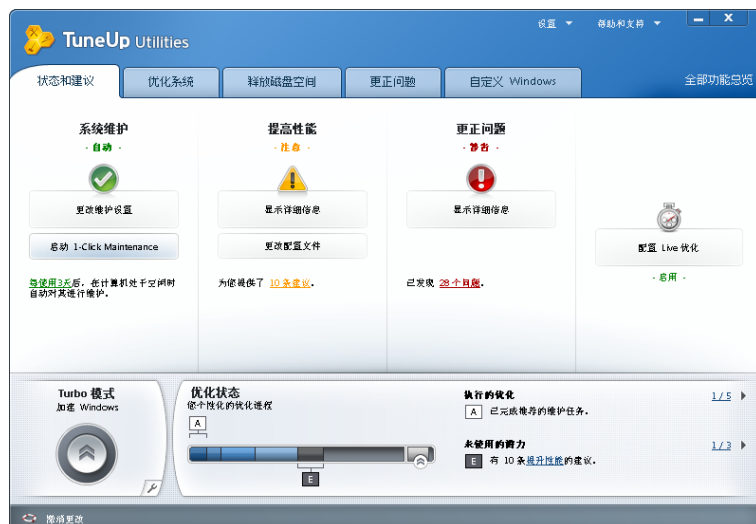 设置
帮助和支持
TuneUp Utilities
状态和建议
优化系统
释放磁盘空间
更正问题
自定义 Windows
全部功能总览
系统维护
- 自动 -
更改维护设置
启动 1-Click Maintenance
每使用3天后，在计算机处于空闲时
自动对其进行维护。
提高性能
- 注意 -
显示详细信息
更改配置文件
为您提供了 10 条建议。
更正问题
- 警告 -
显示详细信息
已发现 28 个问题。
配置 Live 优化
- 启用 -
Turbo 模式
加速 Windows
优化状态
您个性化的优化进程
A
E
执行的优化
1 / 5
A 已完成推荐的维护任务。
未使用的潜力
1 / 3
E 有 10 条提升性能的建议。
撤消更改